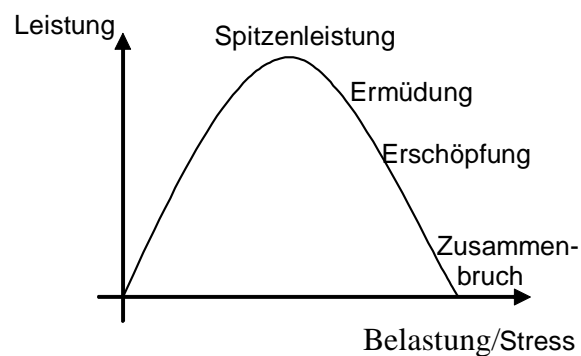 Leistung
Spitzenleistung
Ermüdung
Erschöpfung
Zusammen-
bruch
Belastung/Stress